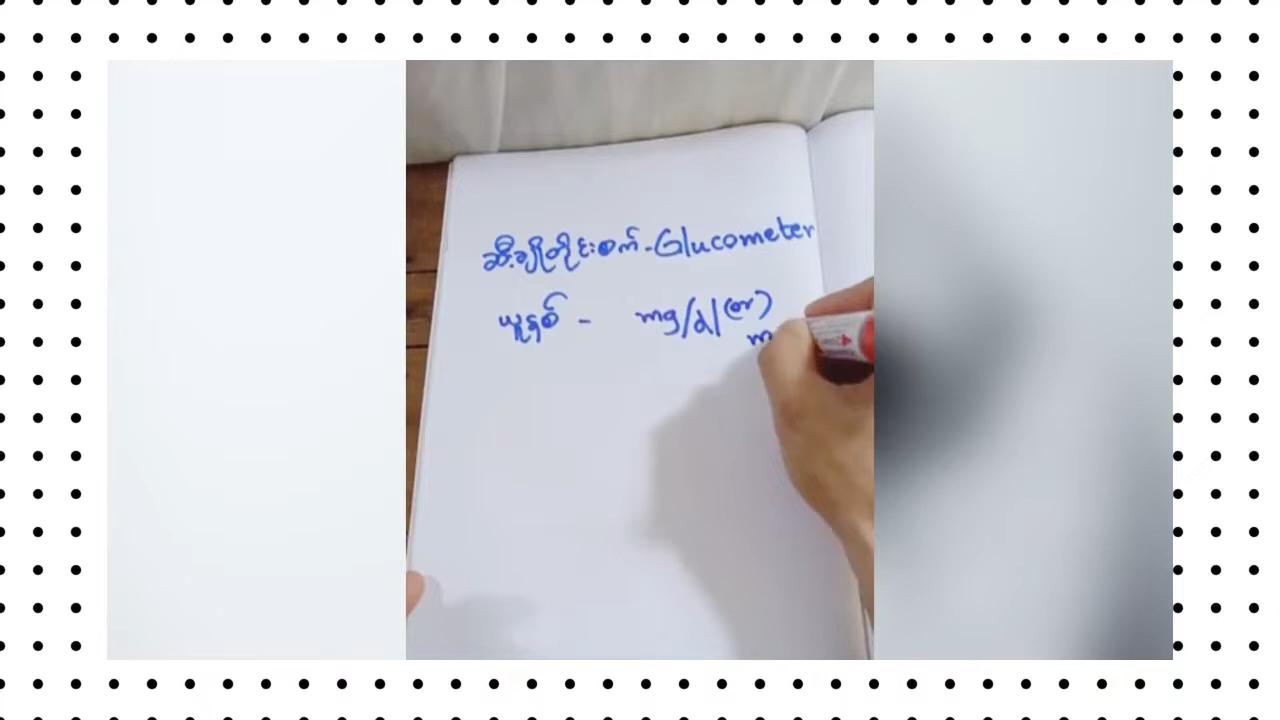 ဆီးချိုတိုင်းစက် - Glucometer
ယူနစ် - mg/dl (or)
m